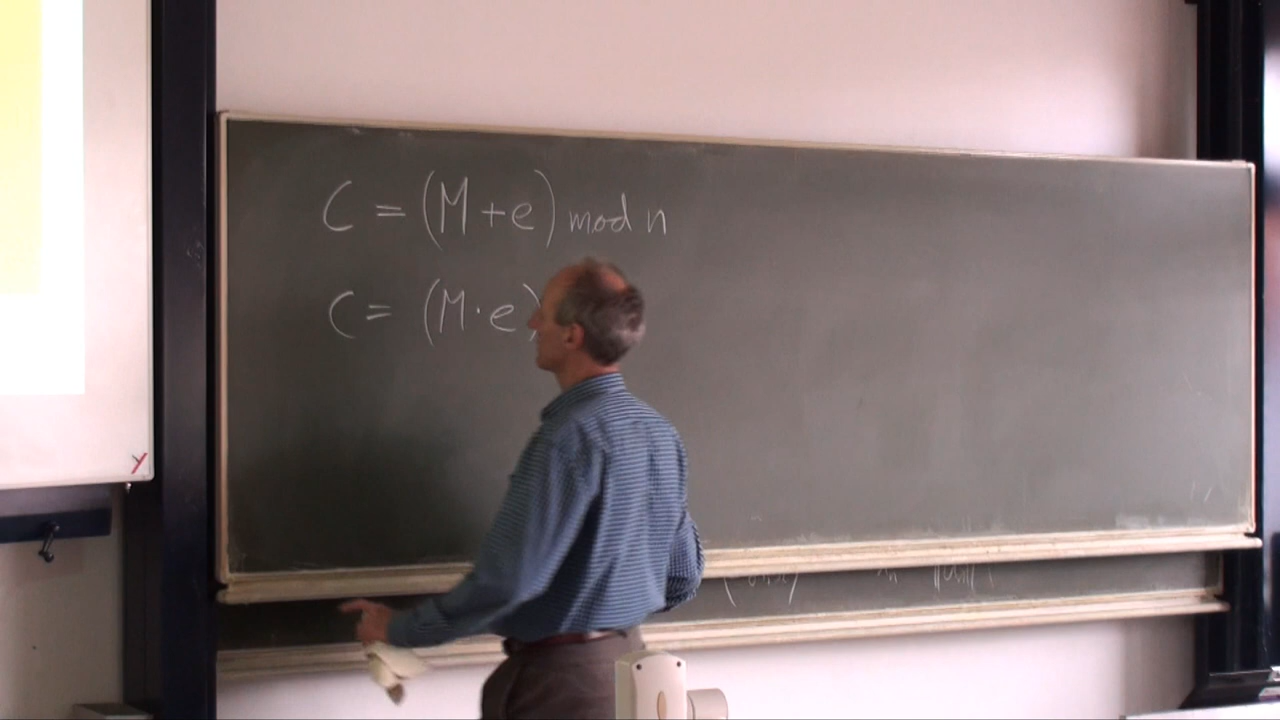 C = (M + e) mod n
C = (M · e)